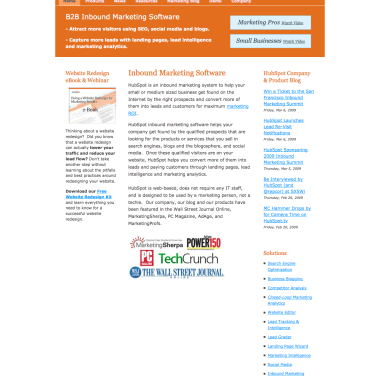 Home Products News Resources Marketing Blog Home Company
B2B Inbound Marketing Software
- Attract more visitors using SEO, social media and blogs.
- Capture more leads with landing pages, lead intelligence
and marketing analytics.
Marketing Pros Watch Video
Small Businesses Watch Video
Website Redesign
eBook & Webinar
e-Book
Thinking about a website
redesign? Did you know
that a website redesign
can actually lower your
traffic and reduce your
lead flow? Don't take
another step without
learning about the pitfalls
and best practices around
redesigning your website.
Download our Free
Website Redesign Kit
and learn everything you
need to know for a
successful website
redesign.
Inbound Marketing Software
HubSpot is an inbound marketing system to help your
small or medium sized business get found on the
Internet by the right prospects and convert more of
them into leads and customers for maximum marketing
ROI.
HubSpot inbound marketing software helps your
company get found by the qualified prospects that are
looking for the products or services that you sell in
search engines, blogs and the blogosphere, and social
media. Once these qualified visitors are on your
website, HubSpot helps you convert more of them into
leads and paying customers through landing pages, lead
intelligence and marketing analytics.
HubSpot is web-based, does not require any IT staff,
and is designed to be used by a marketing person, not a
techie. Our company, our blog and our products have
been featured in the Wall Street Journal Online,
MarketingSherpa, PC Magazine, AdAge, and
MarketingProfs.
MarketingSherpa
POWER150
PC
TechCrunch
THE WALL STREET JOURNAL
ONLINE
HubSpot Company
& Product Blog
Win a Ticket to the San
Francisco Inbound
Marketing Summit
Friday, Mar 6, 2009
HubSpot Launches
Lead Re-Visit
Notifications
Friday, Mar 6, 2009
HubSpot Sponsoring
2009 Inbound
Marketing Summit
Thursday, Mar 5, 2009
Be Interviewed by
HubSpot (and
@repcor) at SXSW!
Thursday, Feb 26, 2009
MC Hammer Drops by
for Camera Time on
HubSpot.tv
Friday, Feb 20, 2009
Solutions
Search Engine
Optimization
Business Blogging
Competitor Analysis
Closed-Loop Marketing
Analytics
Website Editor
Lead Tracking &
Intelligence
Lead Grader
Landing Page Wizard
Marketing Intelligence
Social Media
Inbound Marketing